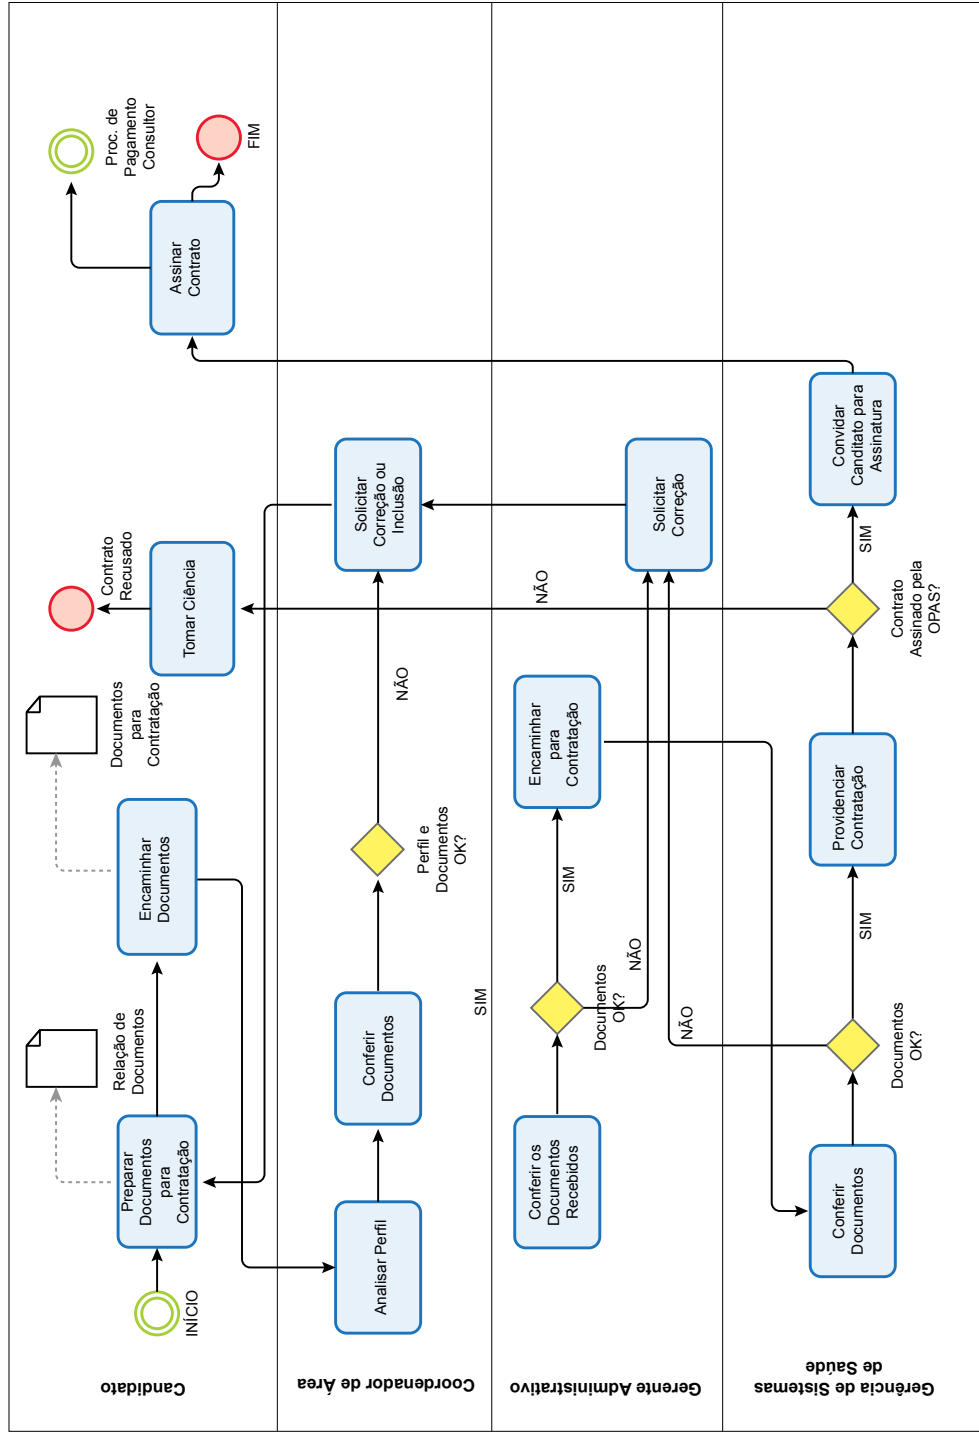 Candidato
INÍCIO
Preparar
Documentos
para
Contratação
Relação de
Documentos
Encaminhar
Documentos
Documentos
para
Contratação
Tomar Ciência
Contrato
Recusado
Assinar
Contrato
Proc. de
Pagamento
Consultor
FIM
Coordenador de Área
Analisar Perfil
Conferir
Documentos
Perfil e
Documentos
OK?
NÃO
SIM
Solicitar
Correção ou
Inclusão
Gerente Administrativo
Conferir os
Documentos
Recebidos
Documentos
OK?
SIM
NÃO
Encaminhar
para
Contratação
NÃO
Solicitar
Correção
NÃO
Gerência de Sistemas
de Saúde
Conferir
Documentos
Documentos
OK?
SIM
Providenciar
Contratação
Contrato
Assinado pela
OPAS?
SIM
Convidar
Canditato para
Assinatura